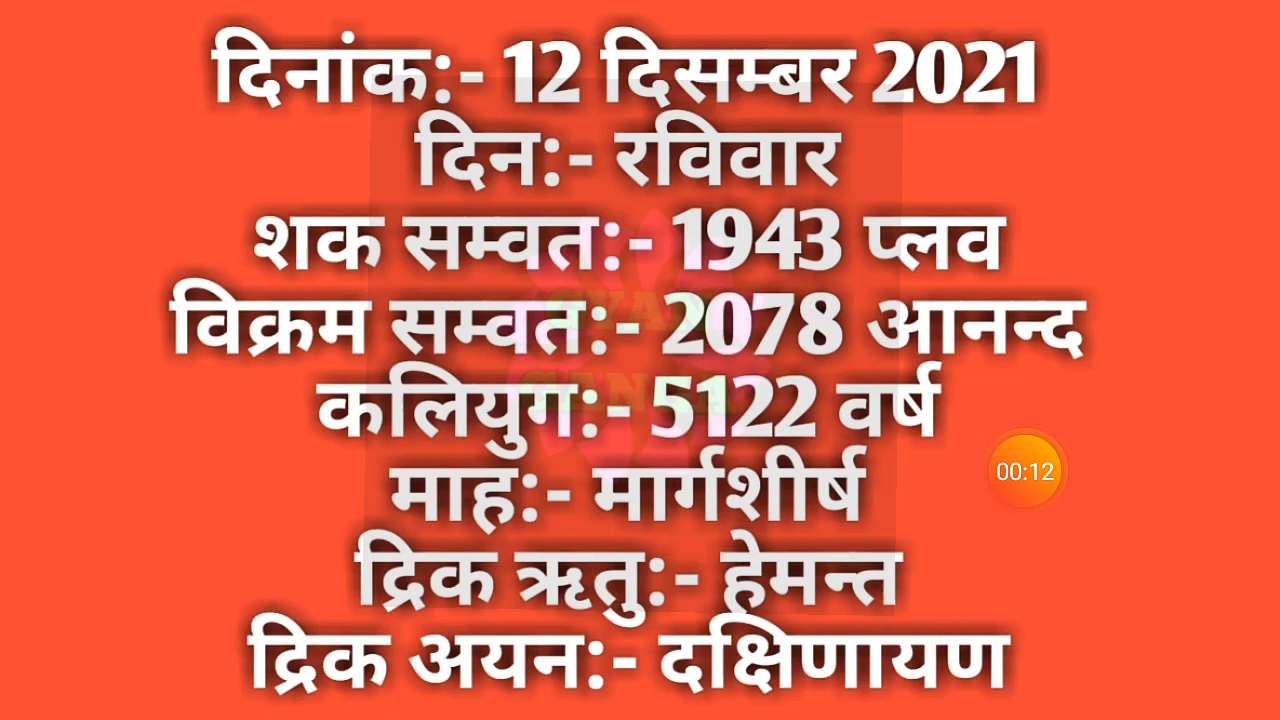 दिनांक:- 12 दिसम्बर 2021
दिन:- रविवार
शक सम्वत:- 1943 प्लव
विक्रम सम्वत:- 2078 आनन्द
कलियुग:- 5122 वर्ष
माह:- मार्गशीर्ष
द्रिक ऋतु:- हेमन्त
द्रिक अयन:- दक्षिणायण
00:12